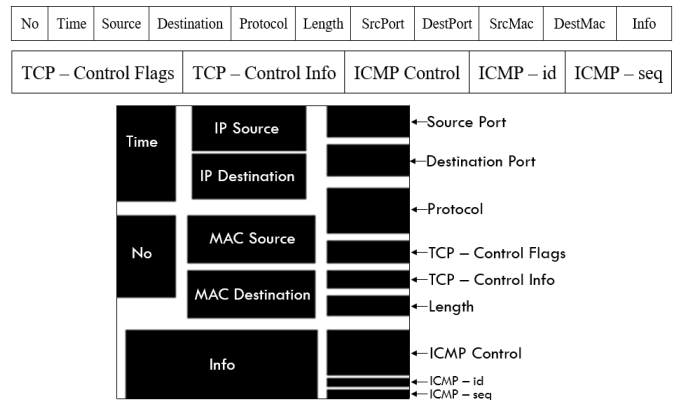 No Time Source Destination Protocol Length SrcPort DestPort SrcMac DestMac Info
TCP – Control Flags TCP – Control Info ICMP Control ICMP – id ICMP – seq
Time
IP Source
Source Port
IP Destination
Destination Port
Protocol
No
MAC Source
TCP – Control Flags
MAC Destination
TCP – Control Info
Length
Info
ICMP Control
ICMP – id
ICMP – seq